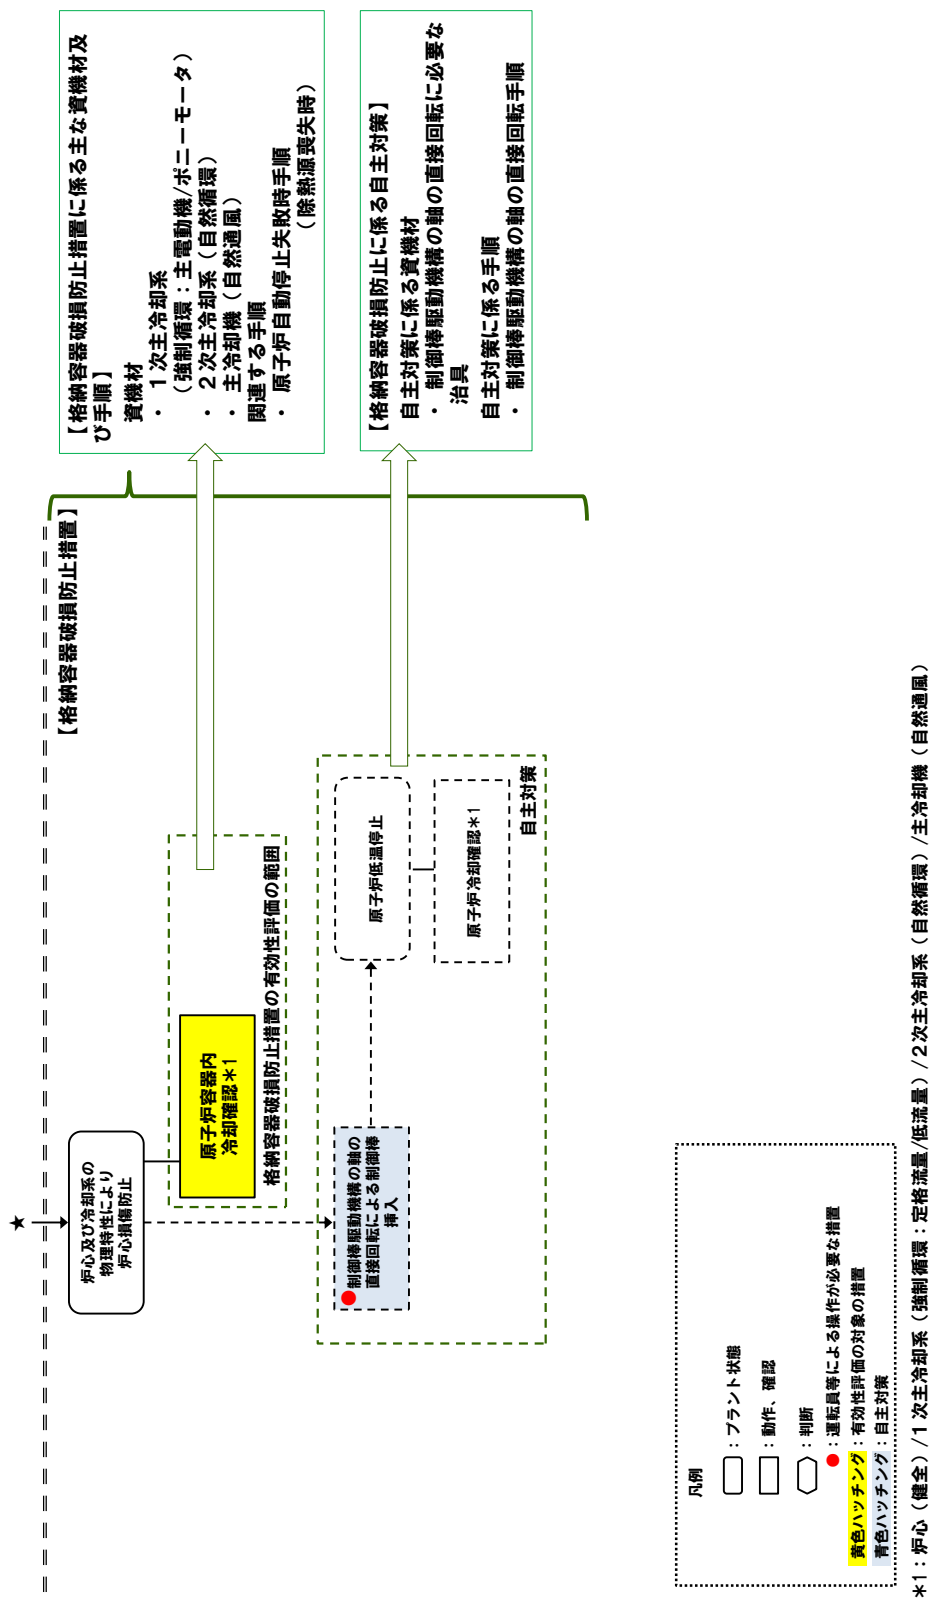 ★
【格納容器破損防止措置】
炉心及び冷却系の
物理特性により
炉心損傷防止
原子炉容器内
冷却確認＊1
格納容器破損防止措置の有効性評価の範囲
制御棒駆動機構の軸の
直接回転による制御棒
挿入
原子炉低温停止
原子炉冷却確認＊1
自主対策
【格納容器破損防止措置に係る主な資機材及
び手順】
資機材
・ １次主冷却系
（強制循環：主電動機/ポニーモータ）
・ ２次主冷却系（自然循環）
・ 主冷却機（自然通風）
関連する手順
・ 原子炉自動停止失敗時手順
（除熱源喪失時）
【格納容器破損防止に係る自主対策】
自主対策に係る資機材
・ 制御棒駆動機構の軸の直接回転に必要な
治具
自主対策に係る手順
・ 制御棒駆動機構の軸の直接回転手順
凡例
：プラント状態
：動作、確認
：判断
：運転員等による操作が必要な措置
黄色ハッチング：有効性評価の対象の措置
青色ハッチング：自主対策
＊1：炉心（健全）/１次主冷却系（強制循環：定格流量/低流量）/２次主冷却系（自然循環）/主冷却機（自然通風）